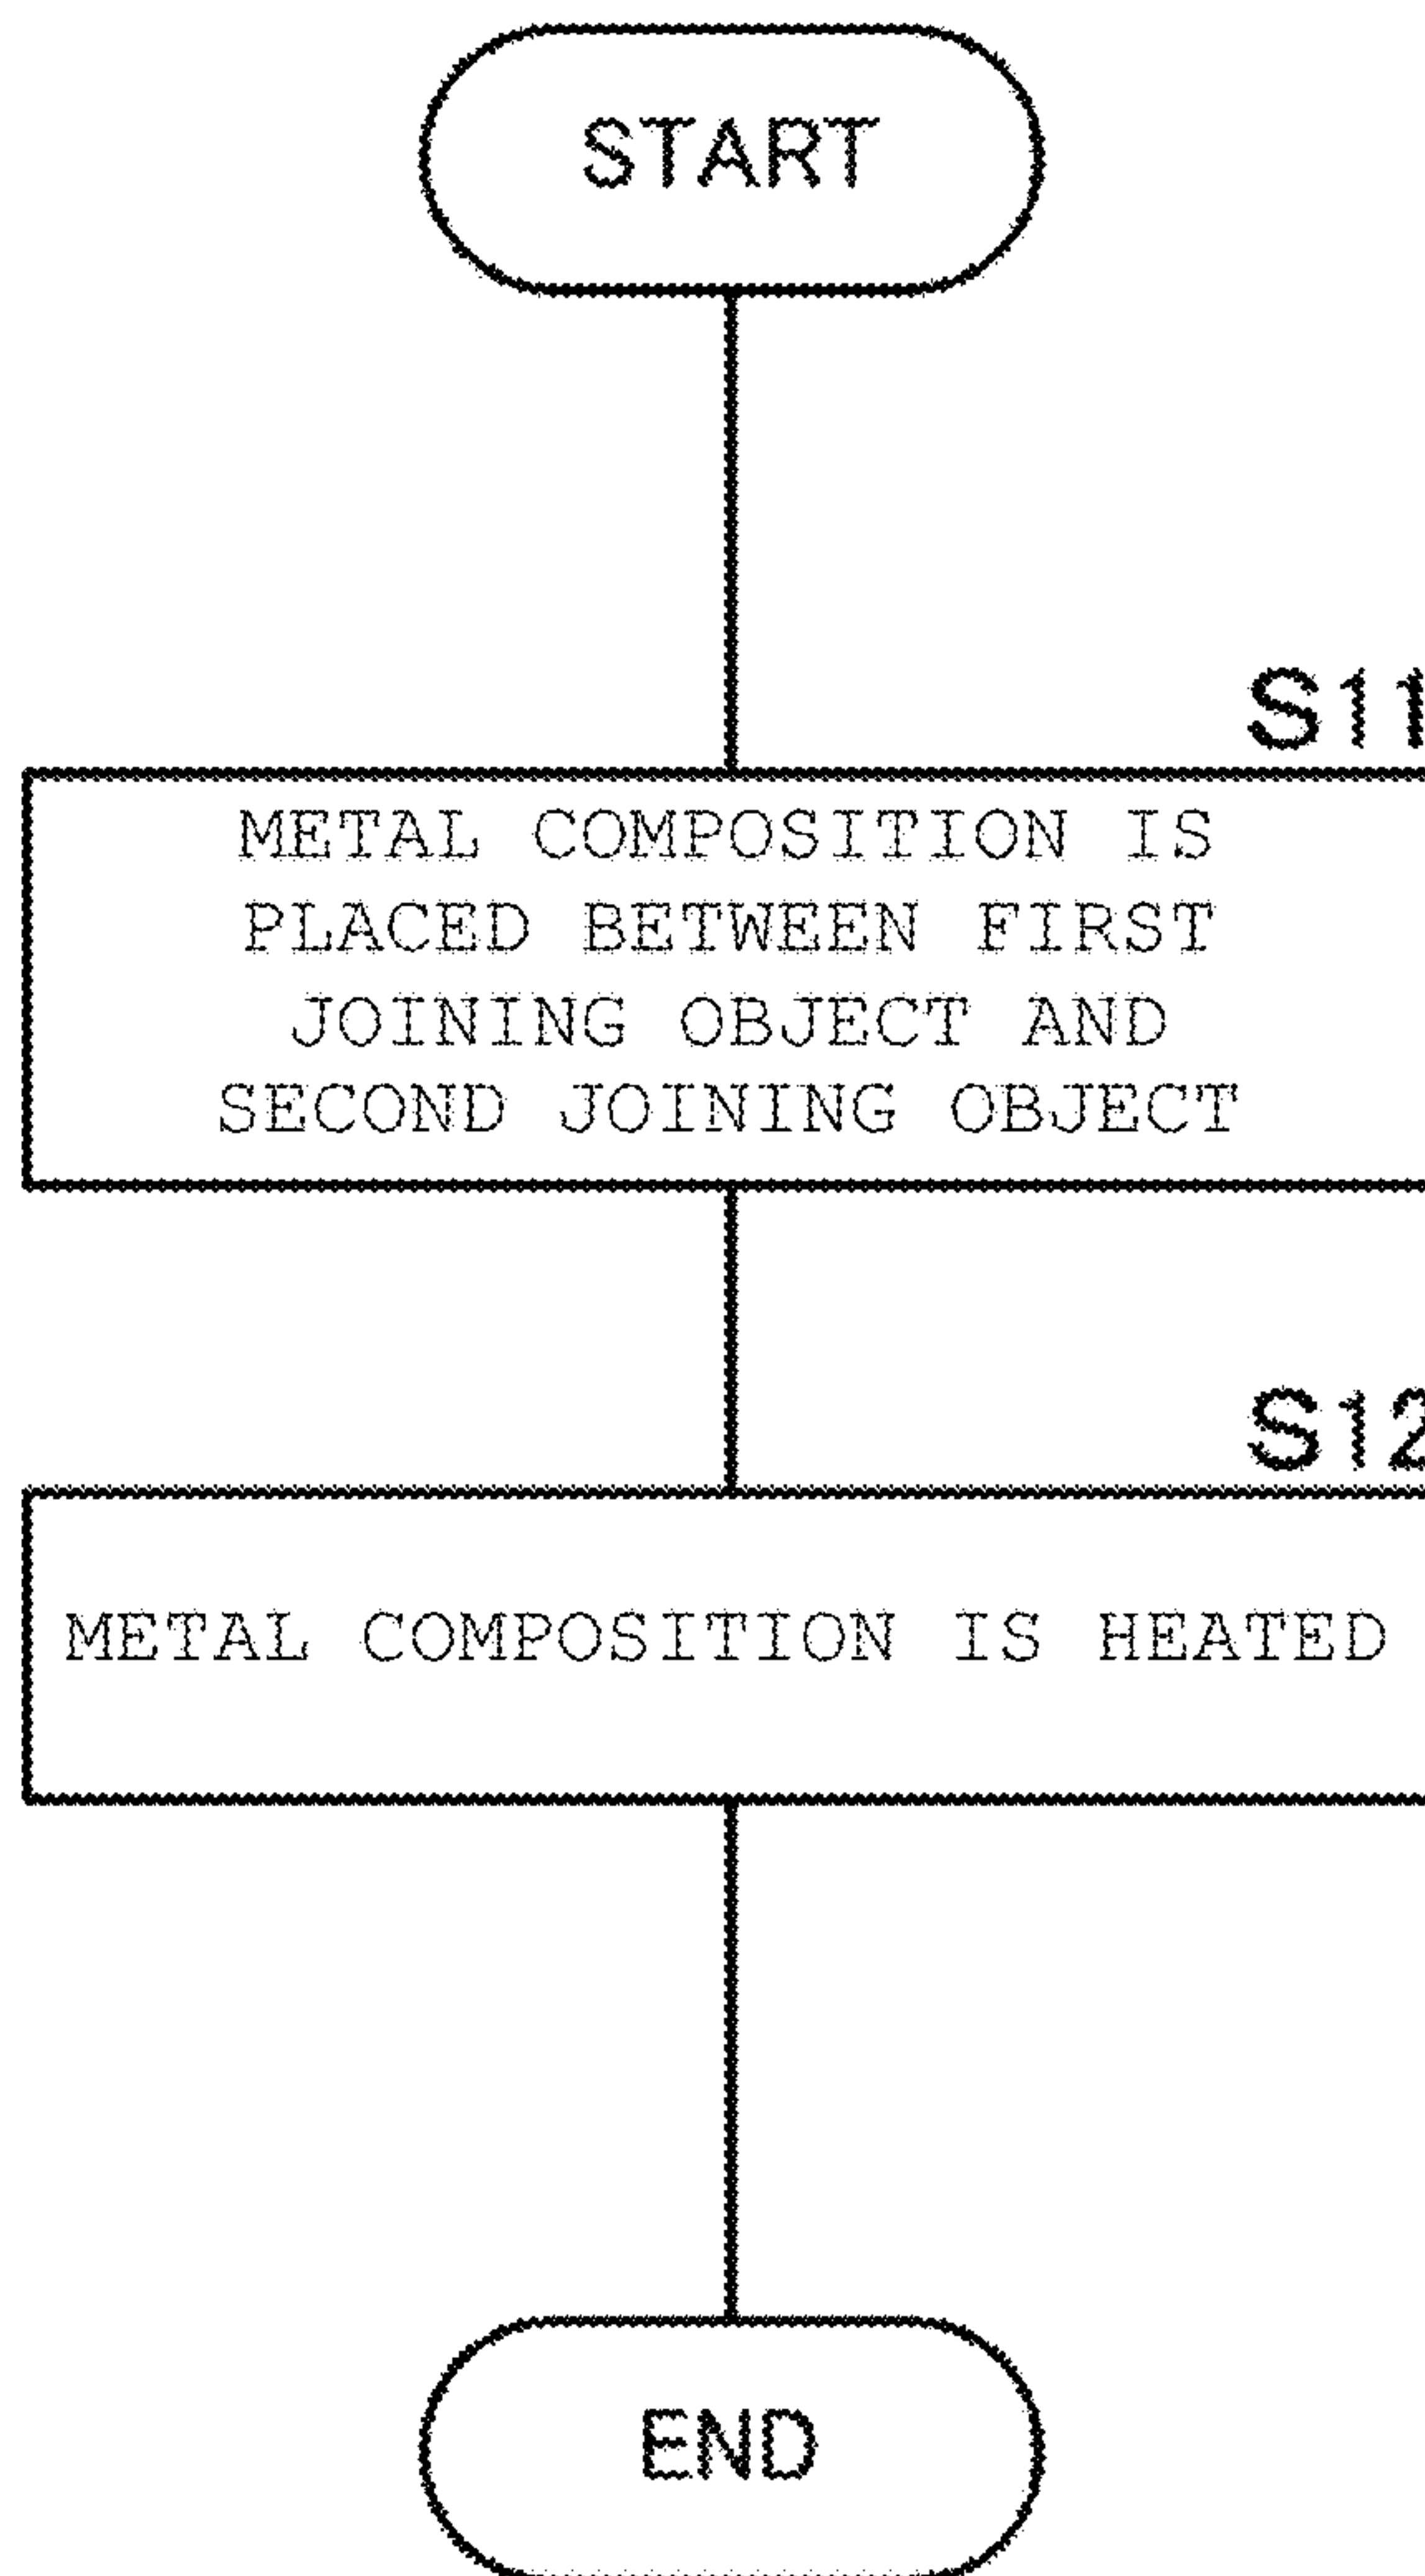 START
S11
METAL COMPOSITION IS
PLACED BETWEEN FIRST
JOINING OBJECT AND
SECOND JOINING OBJECT
S12
METAL COMPOSITION IS HEATED
END